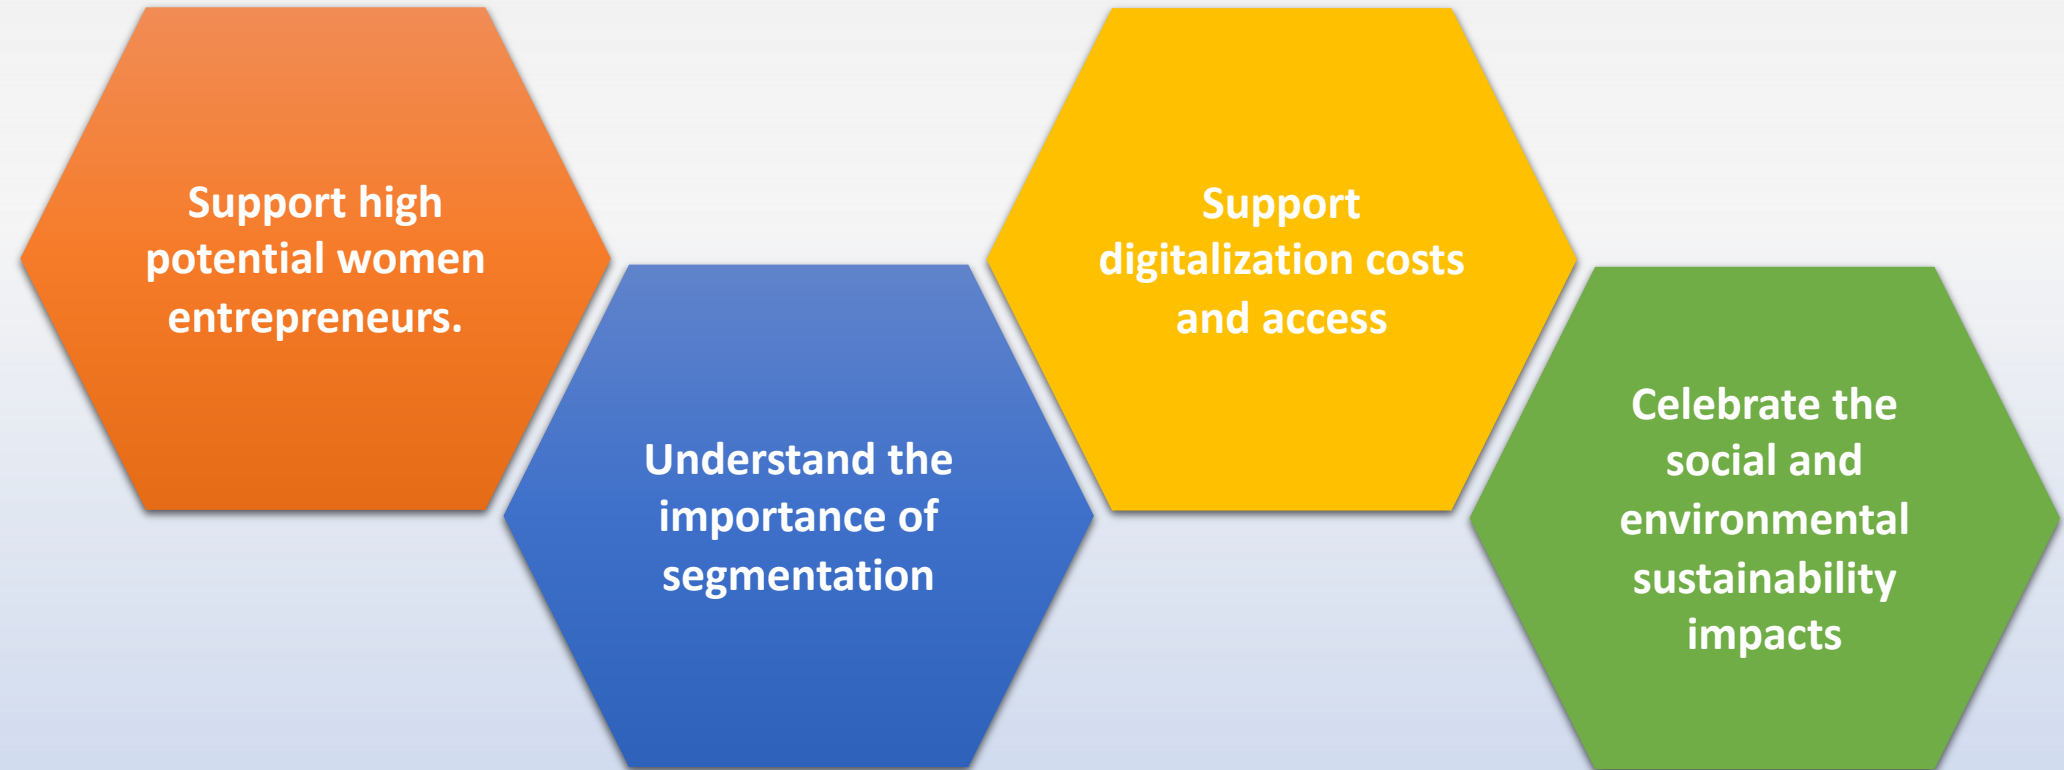 Support high
potential women
entrepreneurs.
Understand the
importance of
segmentation
Support
digitalization costs
and access
Celebrate the
social and
environmental
sustainability
impacts